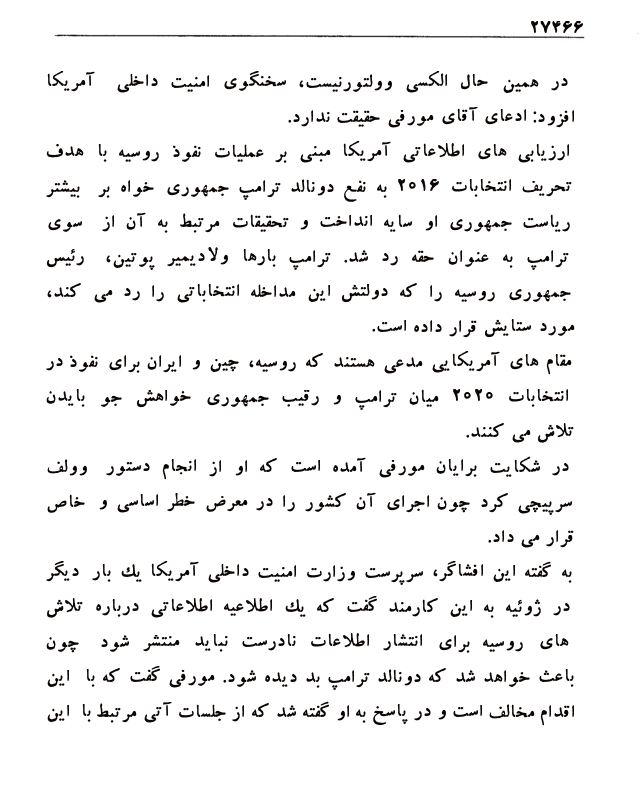 ۲۷۴۶۶
در همین حال الکسی وولتورنیست، سخنگوی امنیت داخلی آمریکا
افزود: ادعای آقای مورفی حقیقت ندارد.
ارزیابی های اطلاعاتی آمریکا مبنی بر عملیات نفوذ روسیه با هدف
تحریف انتخابات ۲۰۱۶ به نفع دونالد ترامپ جمهوری خواه بر بیشتر
ریاست جمهوری او سایه انداخت و تحقیقات مرتبط به آن از سوی
ترامپ به عنوان حقه رد شد. ترامپ بارها ولادیمیر پوتین، رئیس
جمهوری روسیه را که دولتش این مداخله انتخاباتی را رد می کند،
مورد ستایش قرار داده است.
مقام های آمریکایی مدعی هستند که روسیه، چین و ایران برای نفوذ در
انتخابات ۲۰۲۰ میان ترامپ و رقیب جمهوری خواهش جو بایدن
تلاش می کنند.
در شکایت برایان مورفی آمده است که او از انجام دستور وولف
سرپیچی کرد چون اجرای آن کشور را در معرض خطر اساسی و خاص
قرار می داد.
به گفته این افشاگر، سرپرست وزارت امنیت داخلی آمریکا یك بار دیگر
در ژوئیه به این کارمند گفت که یك اطلاعیه اطلاعاتی درباره تلاش
های روسیه برای انتشار اطلاعات نادرست نباید منتشر شود چون
باعث خواهد شد که دونالد ترامپ بد دیده شود. مورفی گفت که با این
اقدام مخالف است و در پاسخ به او گفته شد که از جلسات آتی مرتبط با این